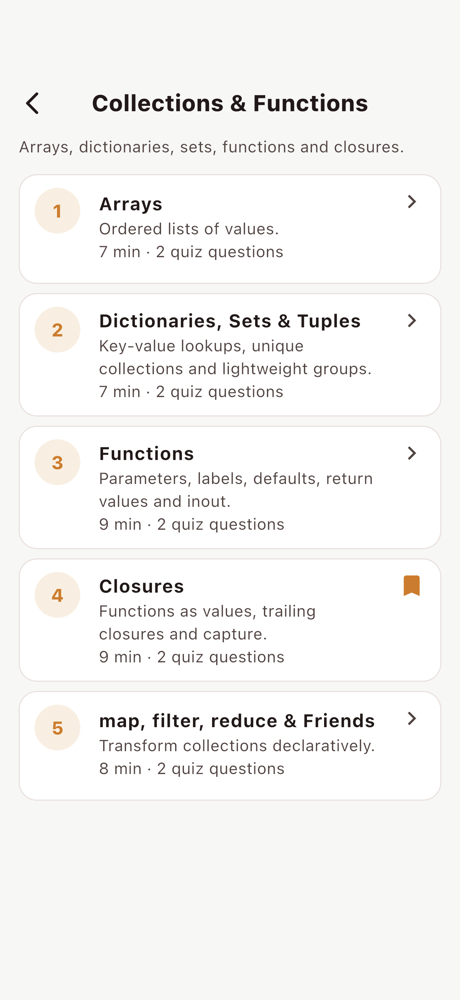 Collections & Functions
Arrays, dictionaries, sets, functions and closures.
1
Arrays
Ordered lists of values.
7 min · 2 quiz questions
2
Dictionaries, Sets & Tuples
Key-value lookups, unique
collections and lightweight groups.
7 min · 2 quiz questions
3
Functions
Parameters, labels, defaults, return
values and inout.
9 min · 2 quiz questions
4
Closures
Functions as values, trailing
closures and capture.
9 min · 2 quiz questions
5
map, filter, reduce & Friends
Transform collections declaratively.
8 min · 2 quiz questions